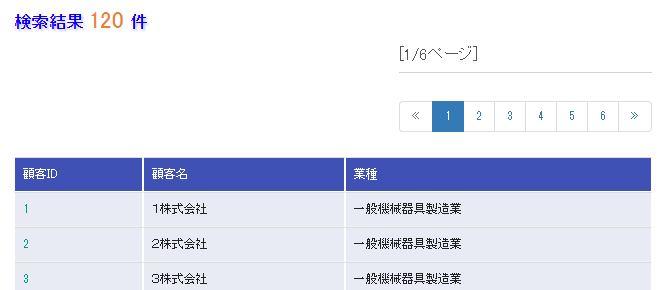 検索結果 120 件
[1/6ページ]
« 1 2 3 4 5 6 »
顧客ID 顧客名 業種
1 1株式会社 一般機械器具製造業
2 2株式会社 一般機械器具製造業
3 3株式会社 一般機械器具製造業